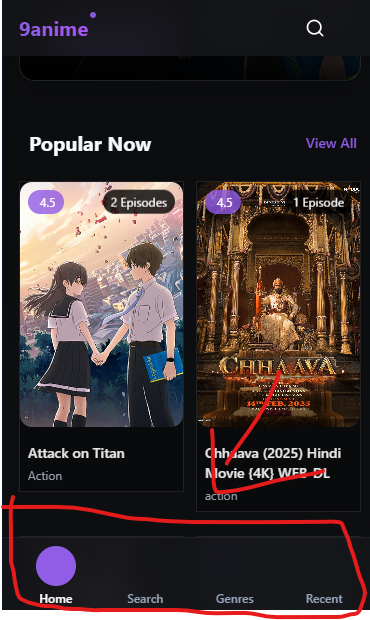 9anime
Popular Now
View All
4.5
2 Episodes
4.5
1 Episode
CHHAAVA
14TH FEB, 2025
Attack on Titan
Action
Chhaava (2025) Hindi
Movie {4K} WEB-DL
action
Home
Search
Genres
Recent